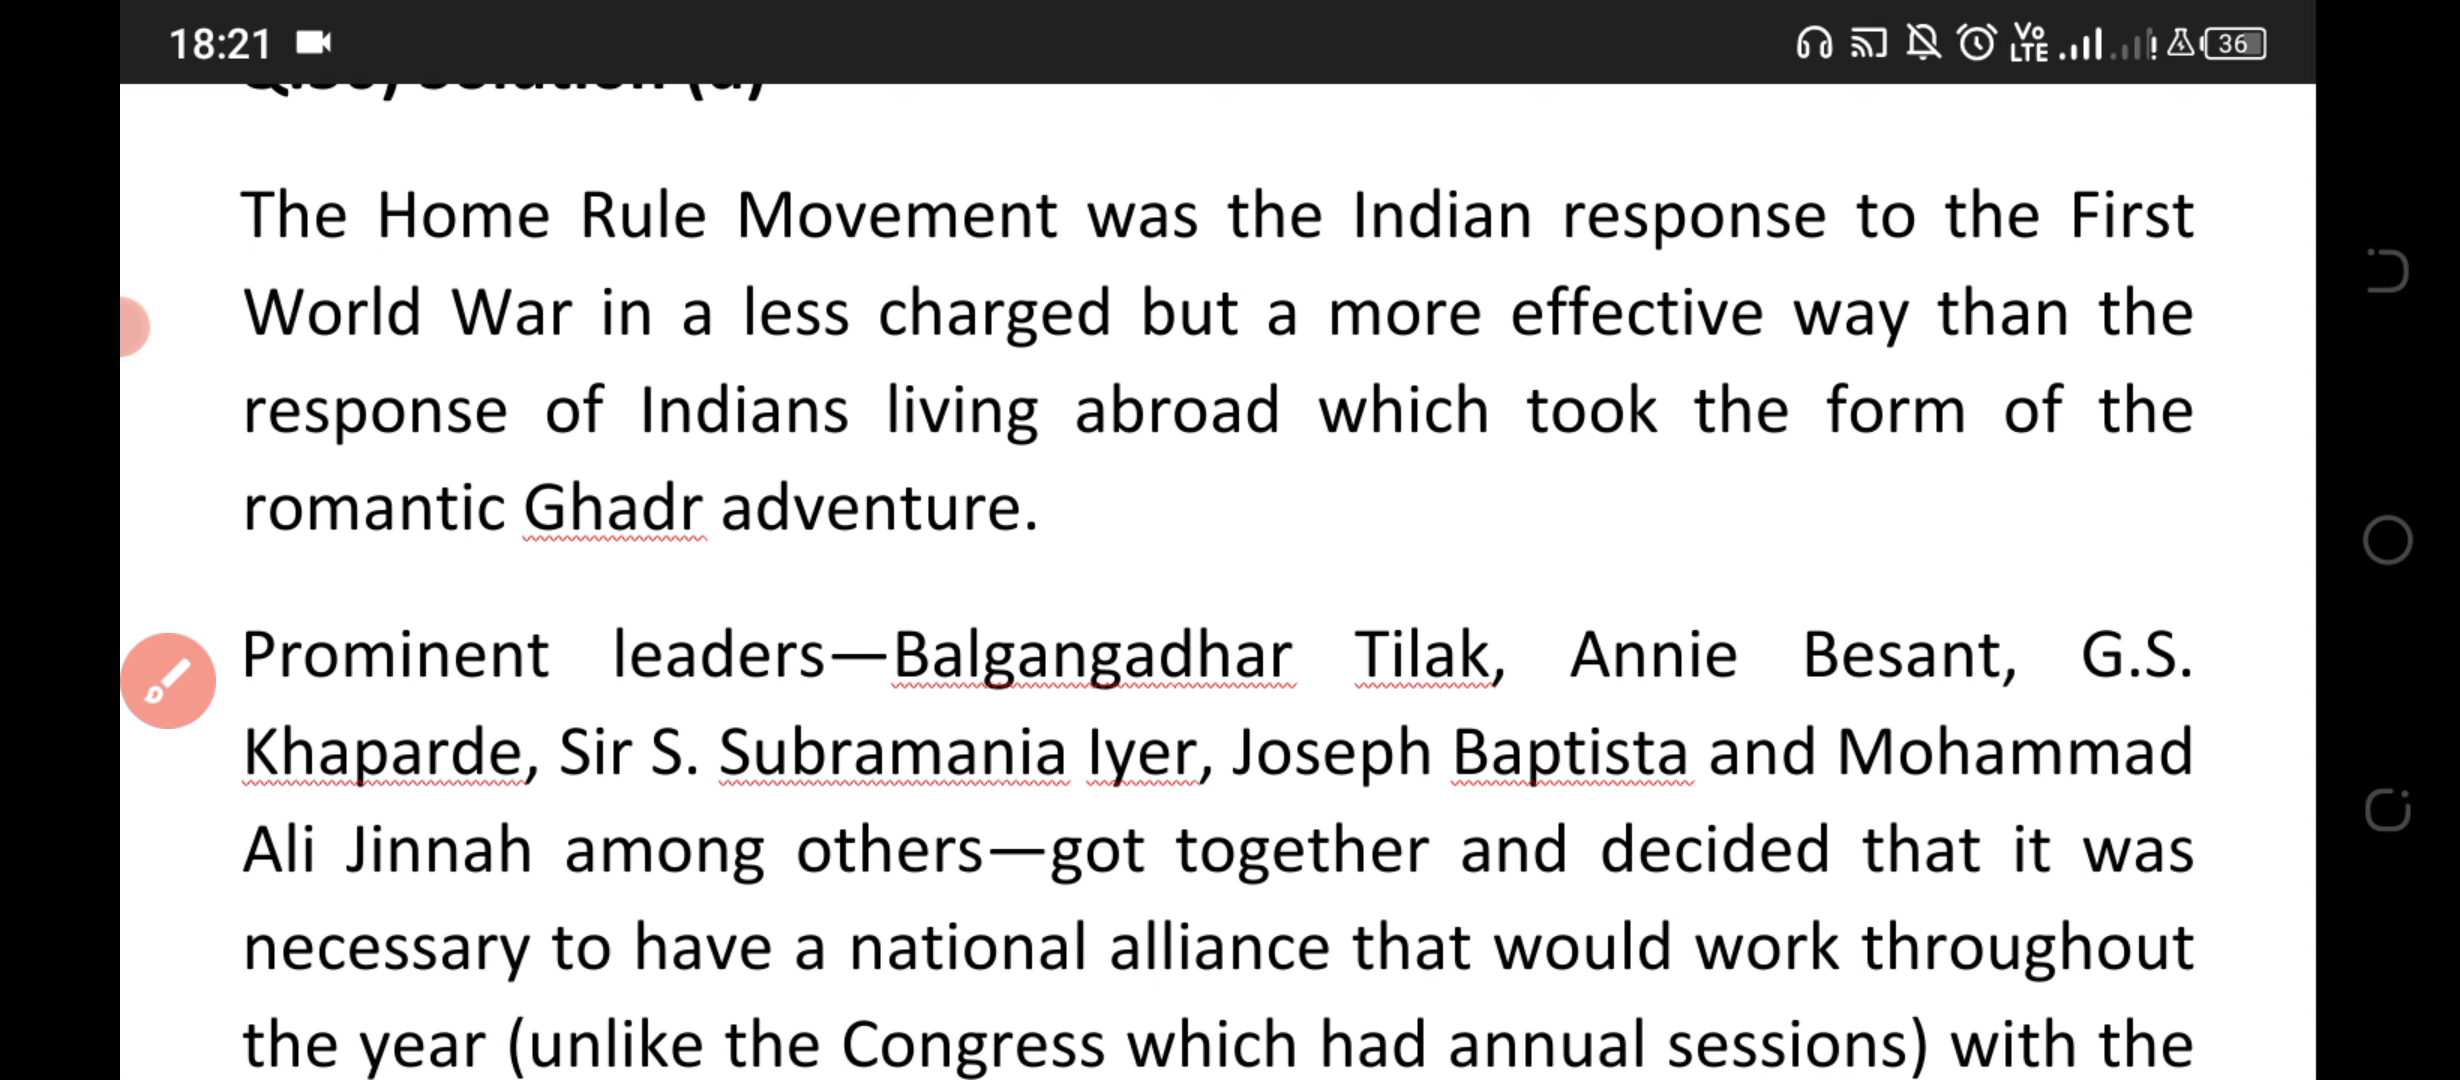 18:21 Vo LTE 36
solution (d)
The Home Rule Movement was the Indian response to the First
World War in a less charged but a more effective way than the
response of Indians living abroad which took the form of the
romantic Ghadr adventure.
Prominent leaders—Balgangadhar Tilak, Annie Besant, G.S.
Khaparde, Sir S. Subramania Iyer, Joseph Baptista and Mohammad
Ali Jinnah among others—got together and decided that it was
necessary to have a national alliance that would work throughout
the year (unlike the Congress which had annual sessions) with the